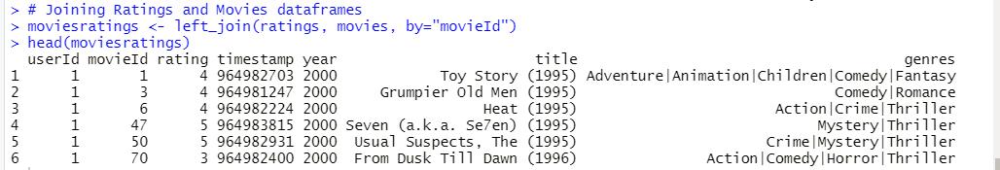 > # Joining Ratings and Movies dataframes
> moviesratings <- left_join(ratings, movies, by="movieId")
> head(moviesratings)
userId movieId rating timestamp year title genres
1 1 1 4 964982703 2000 Toy Story (1995) Adventure|Animation|Children|Comedy|Fantasy
2 1 3 4 964981247 2000 Grumpier Old Men (1995) Comedy|Romance
3 1 6 4 964982224 2000 Heat (1995) Action|Crime|Thriller
4 1 47 5 964983815 2000 Seven (a.k.a. Se7en) (1995) Mystery|Thriller
5 1 50 5 964982931 2000 Usual Suspects, The (1995) Crime|Mystery|Thriller
6 1 70 3 964982400 2000 From Dusk Till Dawn (1996) Action|Comedy|Horror|Thriller